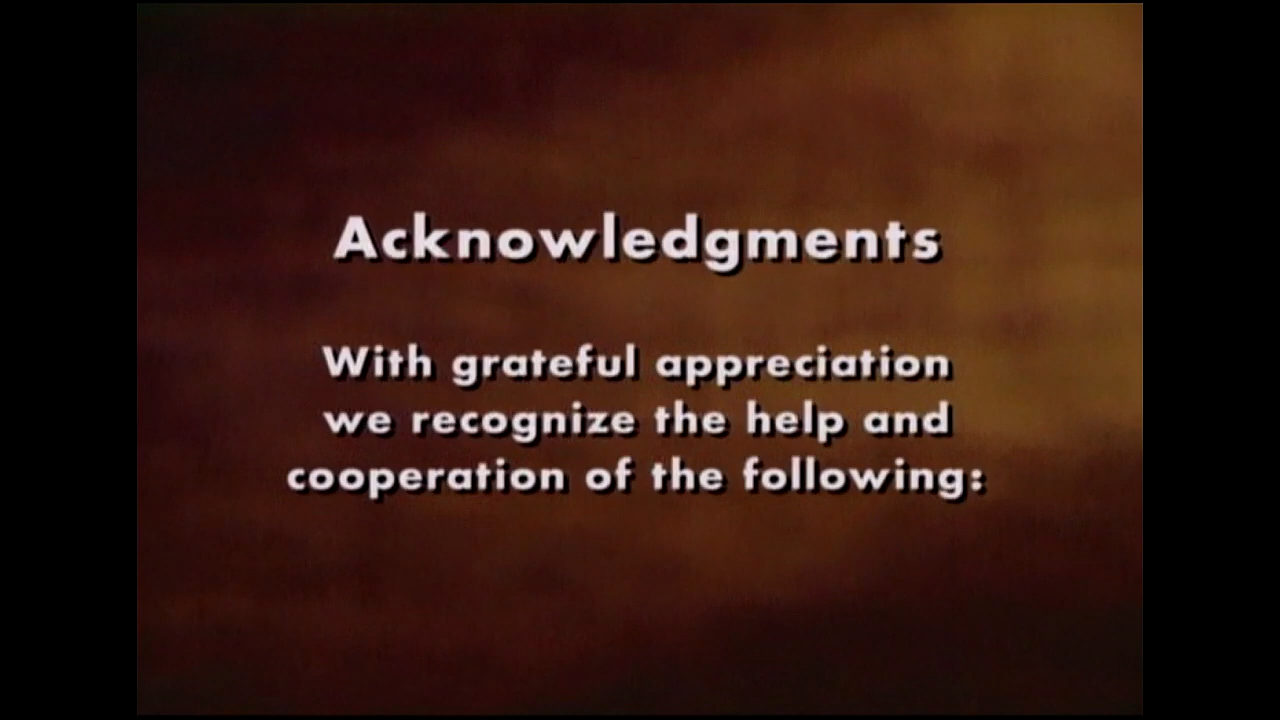 Acknowledgments
With grateful appreciation
we recognize the help and
cooperation of the following: